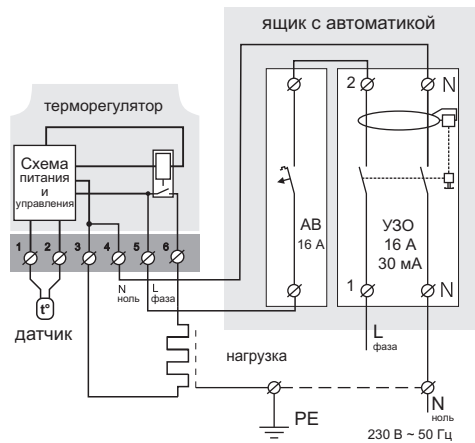 ящик с автоматикой
2
N
терморегулятор
Схема
питания
и
управления
АВ
16 А
УЗО
16 А
30 мА
1
2
3
4
5
6
N
ноль
L
фаза
1
N
t°
датчик
L
фаза
нагрузка
PE
N
ноль
230 В ~ 50 Гц